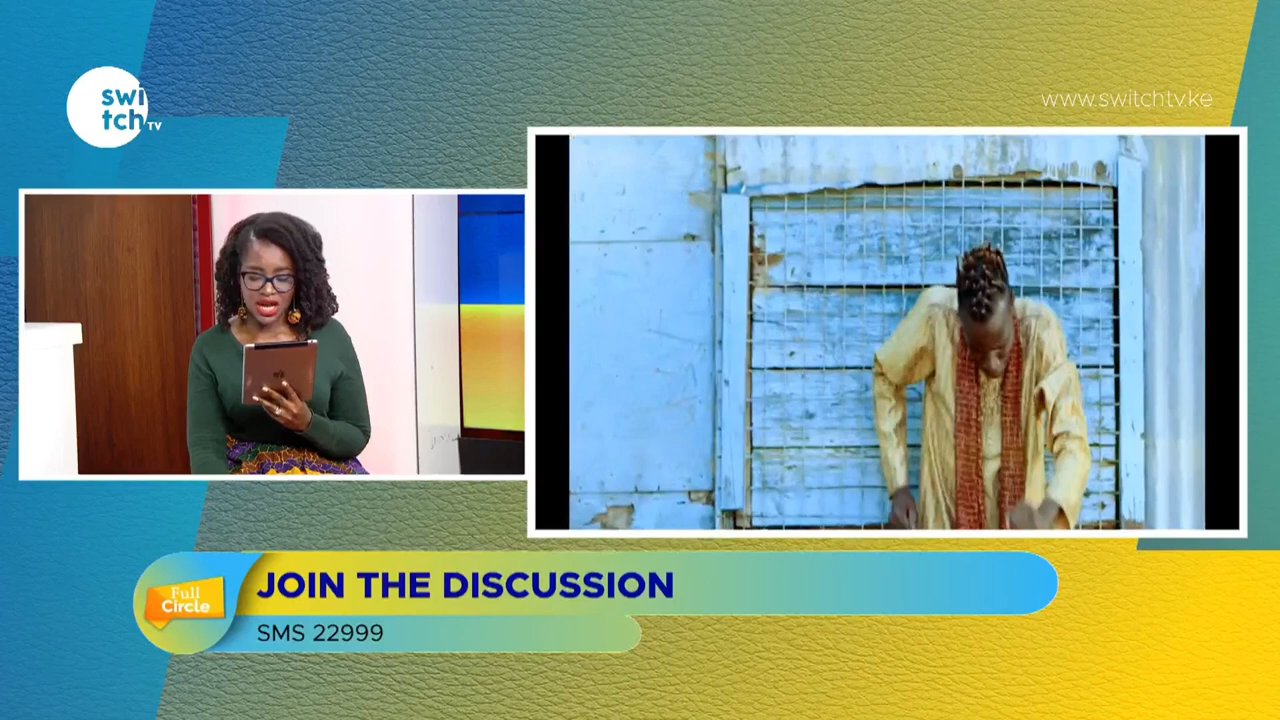 swi
tch TV
www.switchtv.ke
Full
Circle
JOIN THE DISCUSSION
SMS 22999